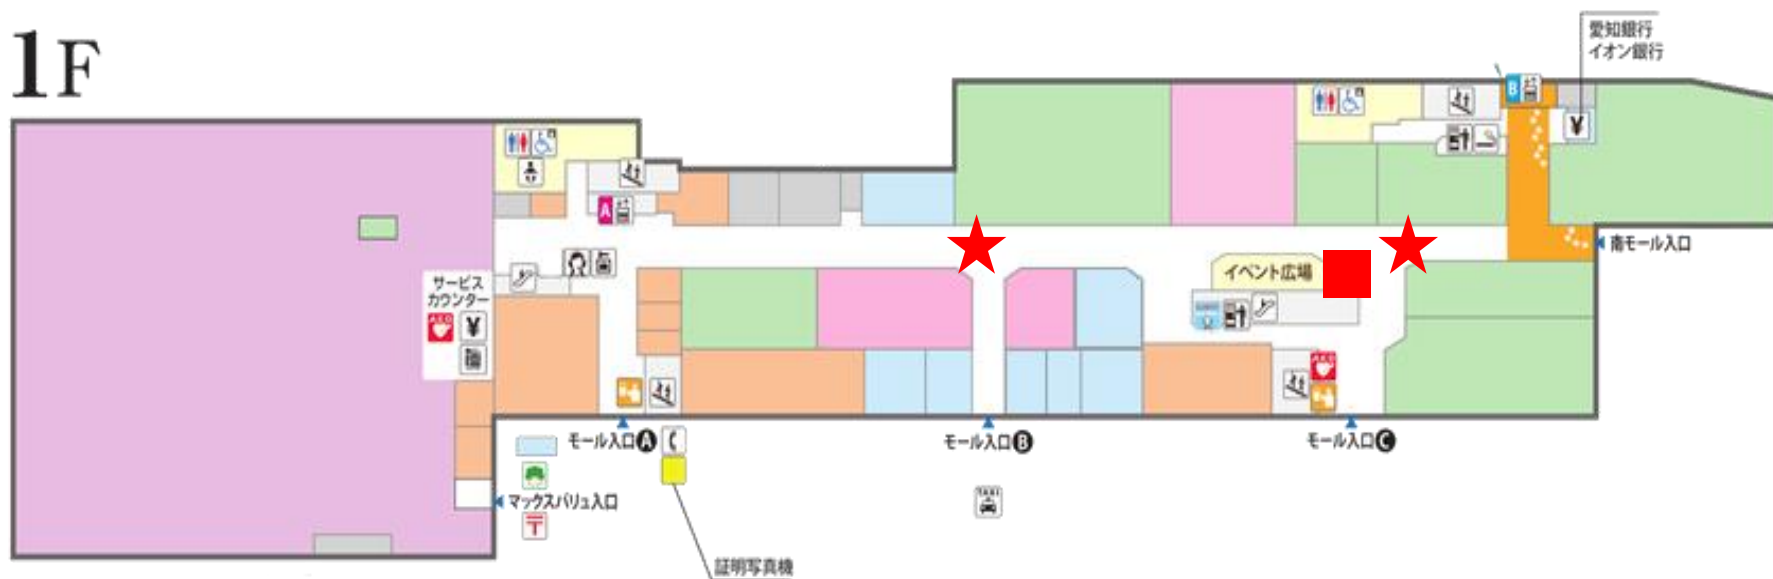 1F
愛知銀行
イオン銀行
B
¥
A
南モール入口
イベント広場
サービス
カウンター
AED
¥
AED
モール入口A
モール入口B
モール入口C
マックスバリュ入口
〒
TAXI
証明写真機